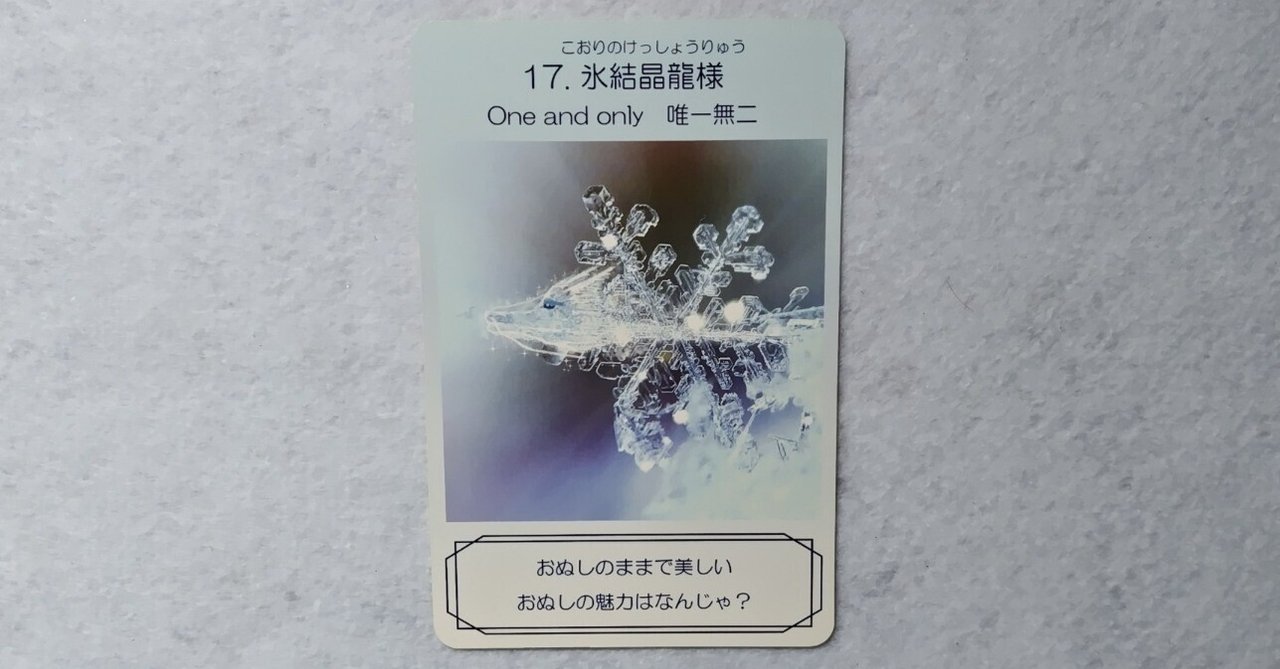 こおりのけっしょうりゅう
17. 氷結晶龍様
One and only　唯一無二
おぬしのままで美しい
おぬしの魅力はなんじゃ？